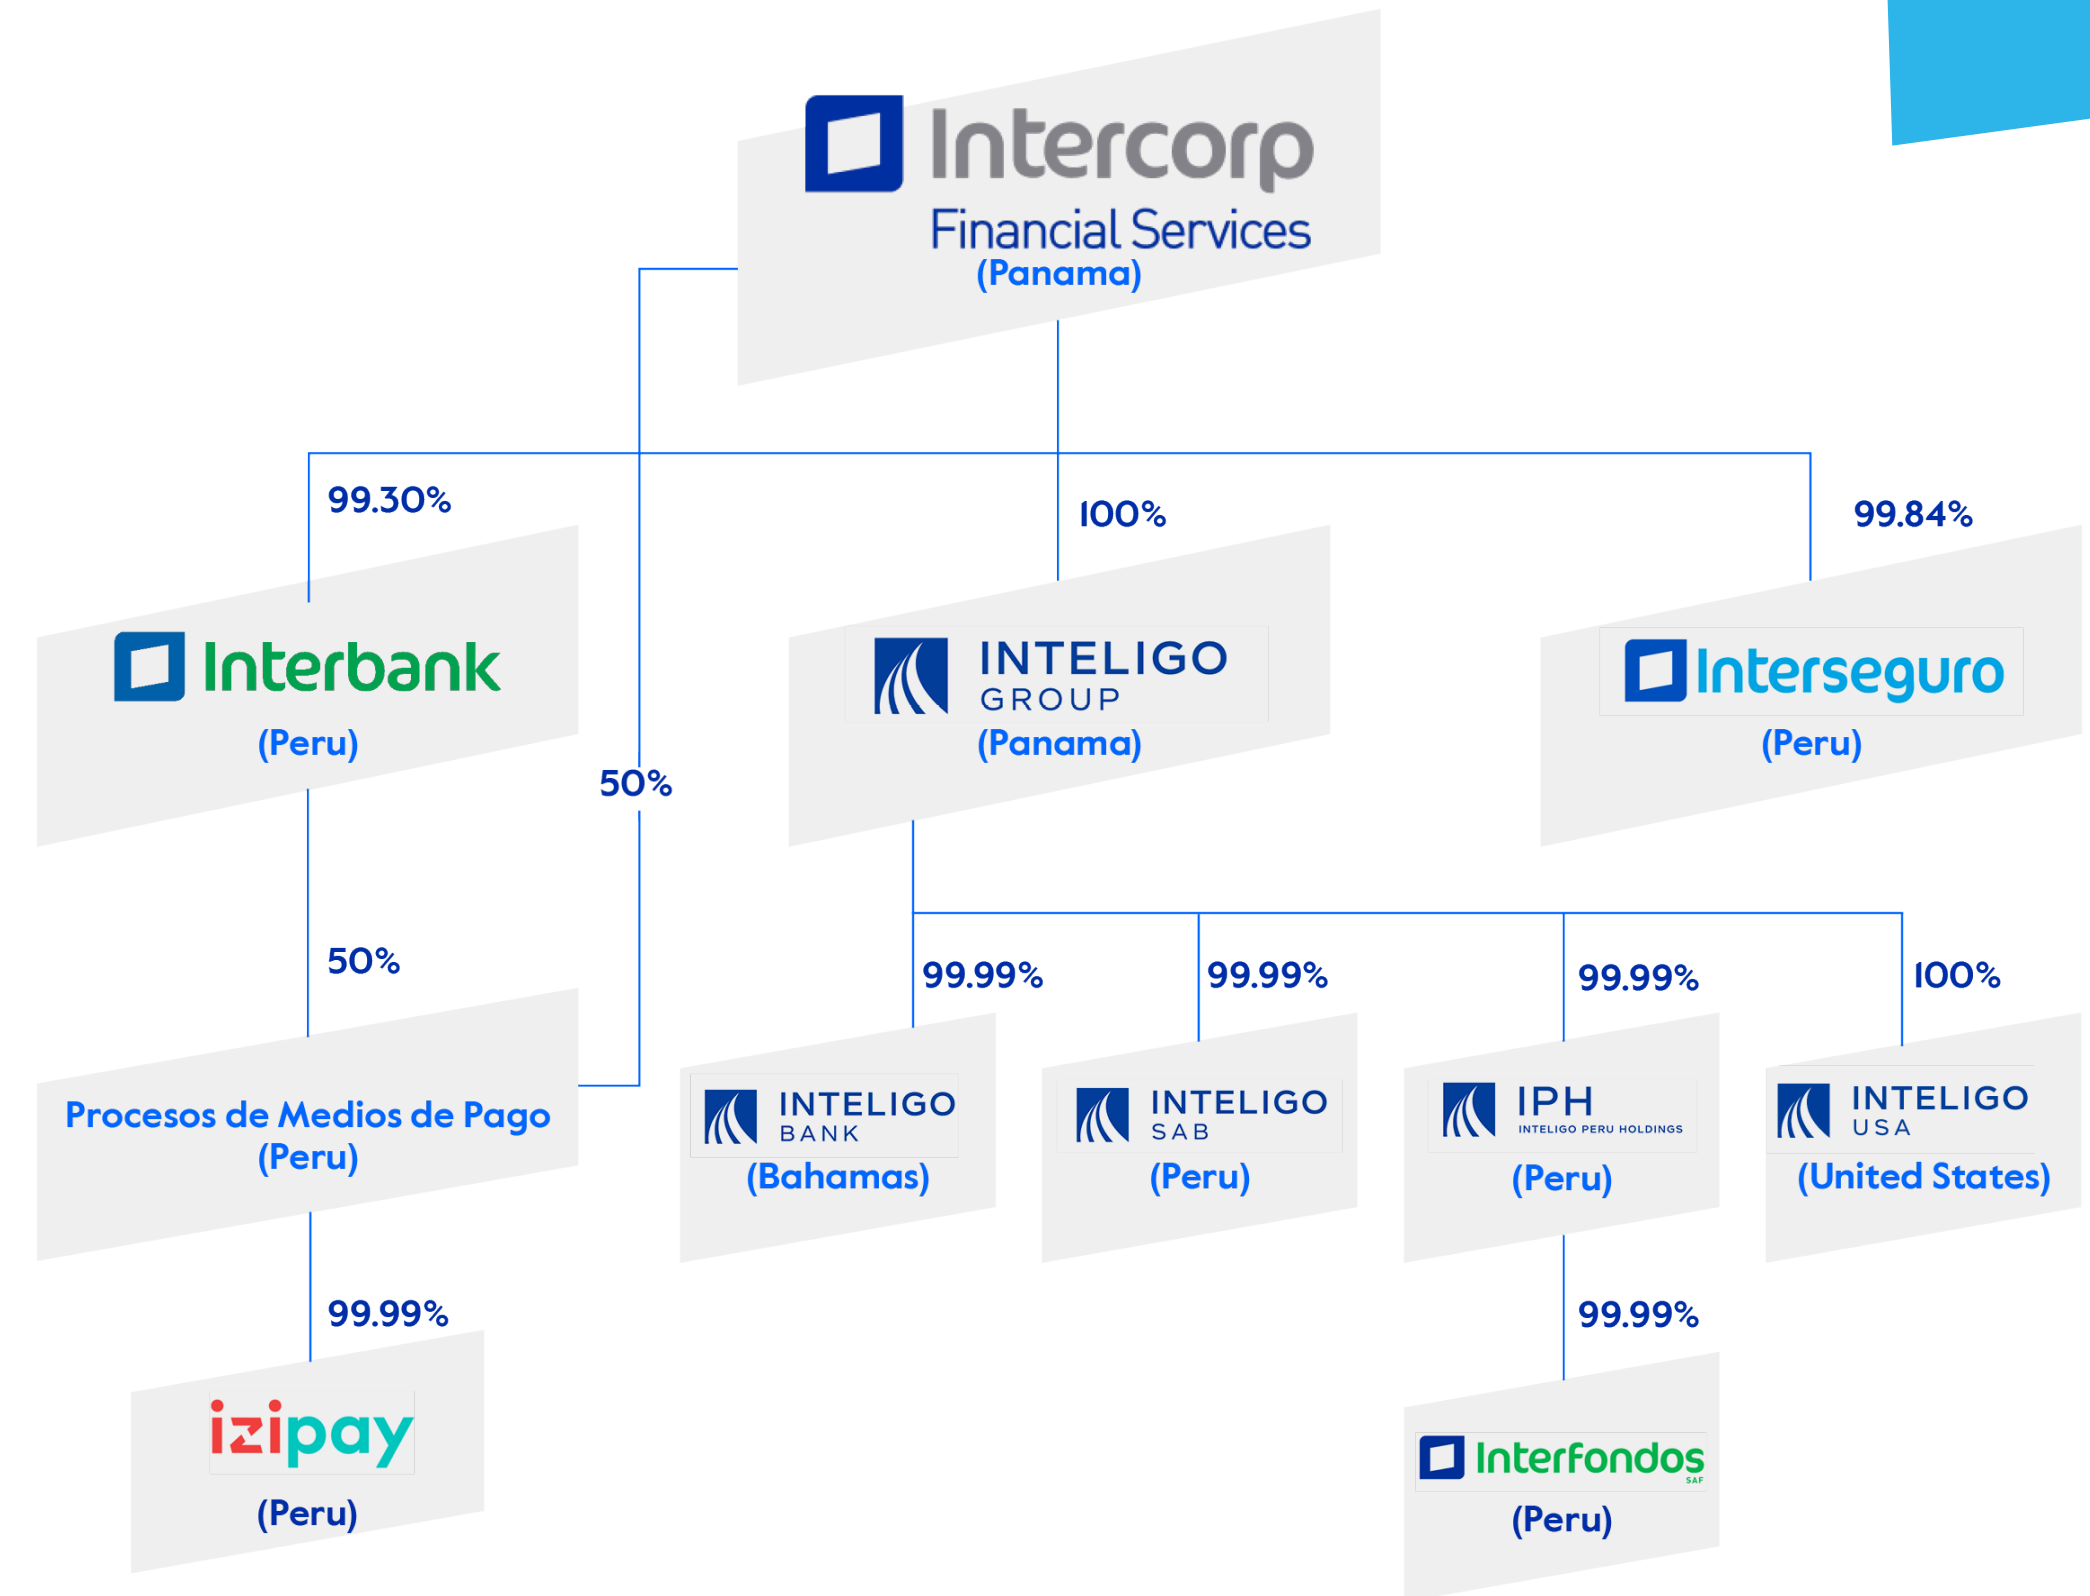 Intercorp
Financial Services
(Panama)
99.30%
100%
99.84%
Interbank
(Peru)
INTELIGO
GROUP
(Panama)
Interseguro
(Peru)
50%
50%
99.99%
99.99%
99.99%
100%
Procesos de Medios de Pago
(Peru)
INTELIGO
BANK
(Bahamas)
INTELIGO
SAB
(Peru)
IPH
INTELIGO PERU HOLDINGS
(Peru)
INTELIGO
USA
(United States)
99.99%
99.99%
izipay
(Peru)
Interfondos
SAF
(Peru)